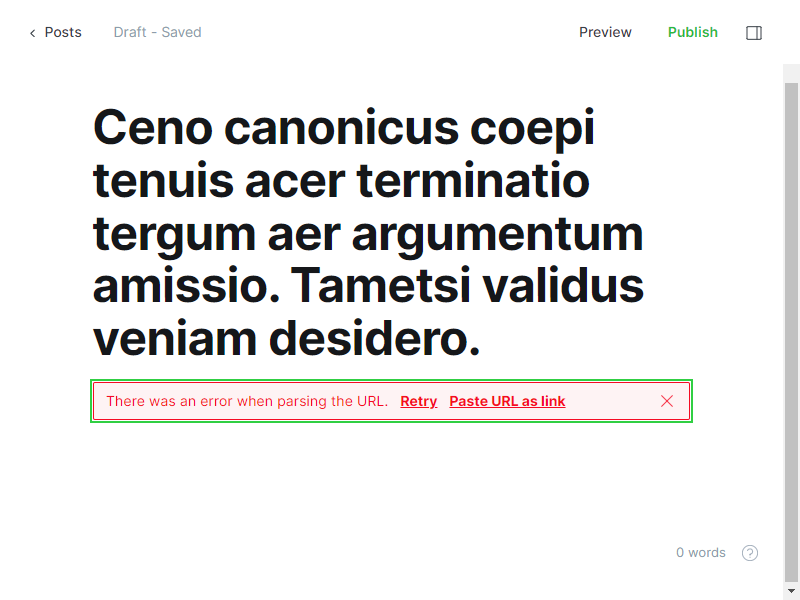 Posts Draft - Saved Preview Publish
Ceno canonicus coepi
tenuis acer terminatio
tergum aer argumentum
amissio. Tametsi validus
veniam desidero.
There was an error when parsing the URL. Retry Paste URL as link
0 words ?